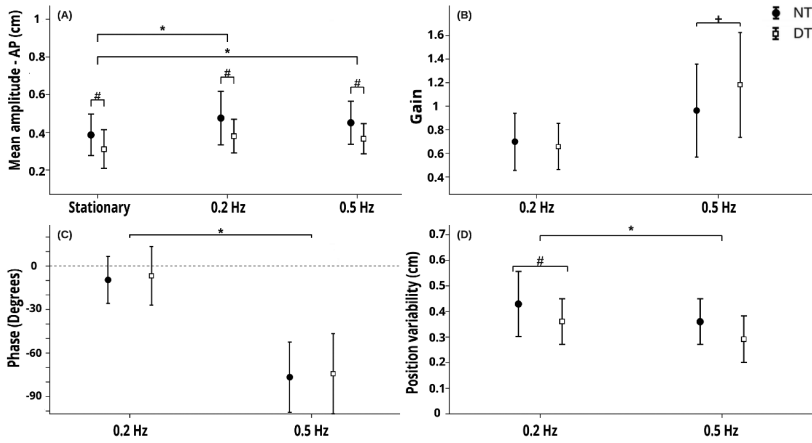 (A)
Mean amplitude - AP (cm)
1
0.8
0.6
0.4
0.2
*
*
#
#
#
Stationary
0.2 Hz
0.5 Hz
(B)
NT
DT
Gain
1.6
1.4
1.2
1
0.8
0.6
0.4
+
0.2 Hz
0.5 Hz
(C)
Phase (Degrees)
0
-30
-60
-90
*
0.2 Hz
0.5 Hz
(D)
Position variability (cm)
0.7
0.6
0.5
0.4
0.3
0.2
0.1
0
*
#
0.2 Hz
0.5 Hz